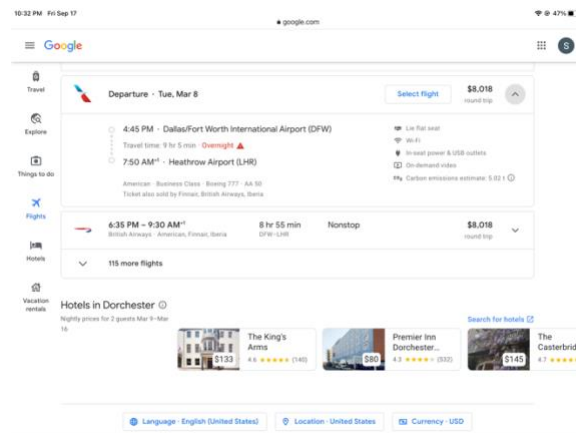 10:32 PM Fri Sep 17
google.com
47%
Google
S
Travel
Explore
Things to do
Flights
Hotels
Vacation rentals
Departure · Tue, Mar 8
Select flight
$8,018
round trip
4:45 PM · Dallas/Fort Worth International Airport (DFW)
Travel time: 9 hr 5 min · Overnight
7:50 AM+1 · Heathrow Airport (LHR)
American · Business Class · Boeing 777 · AA 50
Ticket also sold by Finnair, British Airways, Iberia
Lie flat seat
Wi-Fi
In-seat power & USB outlets
On-demand video
Carbon emissions estimate: 5.02 t
6:35 PM – 9:30 AM+1
British Airways · American, Finnair, Iberia
8 hr 55 min
DFW–LHR
Nonstop
$8,018
round trip
115 more flights
Hotels in Dorchester
Nightly prices for 2 guests Mar 9–Mar
16
Search for hotels
$133
The King's
Arms
4.6 ★★★★★ (140)
$80
Premier Inn
Dorchester...
4.3 ★★★★★ (532)
$145
The
Casterbrid
4.7 ★★★★
Language · English (United States)
Location · United States
Currency · USD